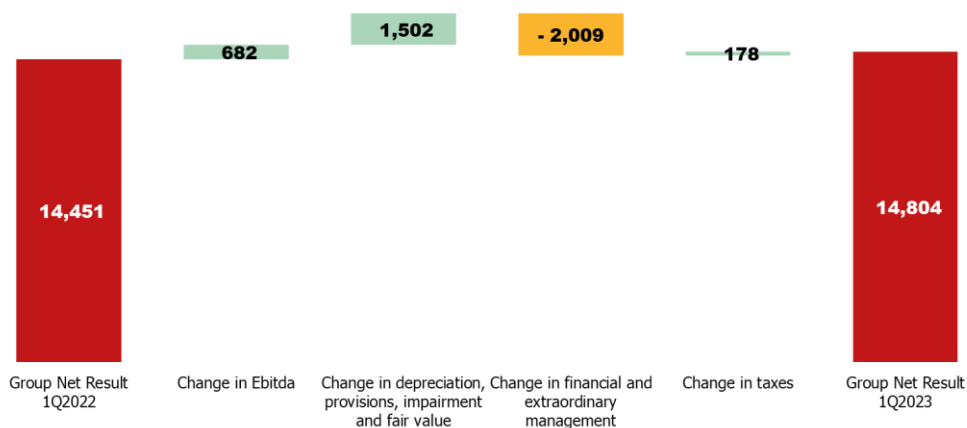 1,502
- 2,009
682
178
14,451
14,804
Group Net Result
1Q2022
Change in Ebitda
Change in depreciation,
provisions, impairment
and fair value
Change in financial and
extraordinary
management
Change in taxes
Group Net Result
1Q2023